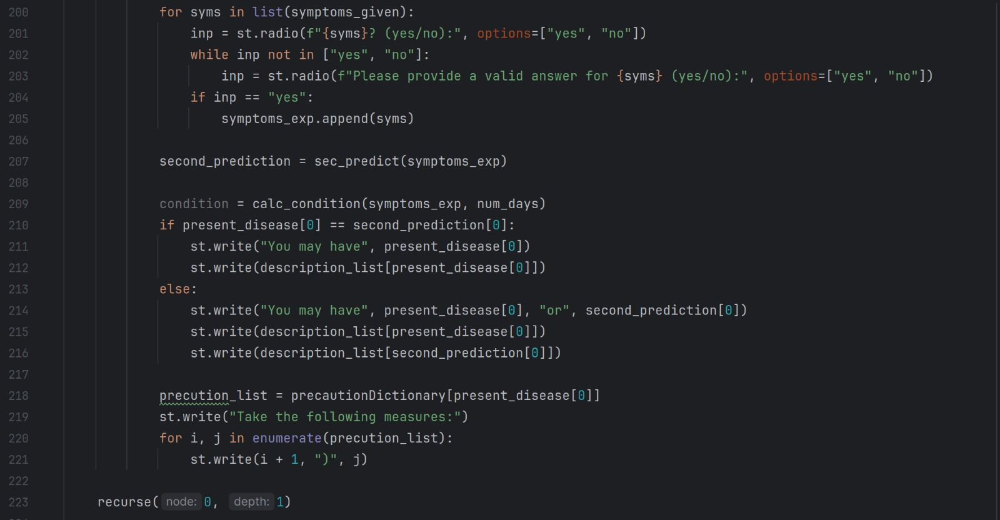 200 for syms in list(symptoms_given):
201 inp = st.radio(f"{syms}? (yes/no):", options=["yes", "no"])
202 while inp not in ["yes", "no"]:
203 inp = st.radio(f"Please provide a valid answer for {syms} (yes/no):", options=["yes", "no"])
204 if inp == "yes":
205 symptoms_exp.append(syms)
206
207 second_prediction = sec_predict(symptoms_exp)
208
209 condition = calc_condition(symptoms_exp, num_days)
210 if present_disease[0] == second_prediction[0]:
211 st.write("You may have", present_disease[0])
212 st.write(description_list[present_disease[0]])
213 else:
214 st.write("You may have", present_disease[0], "or", second_prediction[0])
215 st.write(description_list[present_disease[0]])
216 st.write(description_list[second_prediction[0]])
217
218 precution_list = precautionDictionary[present_disease[0]]
219 st.write("Take the following measures:")
220 for i, j in enumerate(precution_list):
221 st.write(i + 1, ")", j)
222
223 recurse( node: 0, depth: 1)